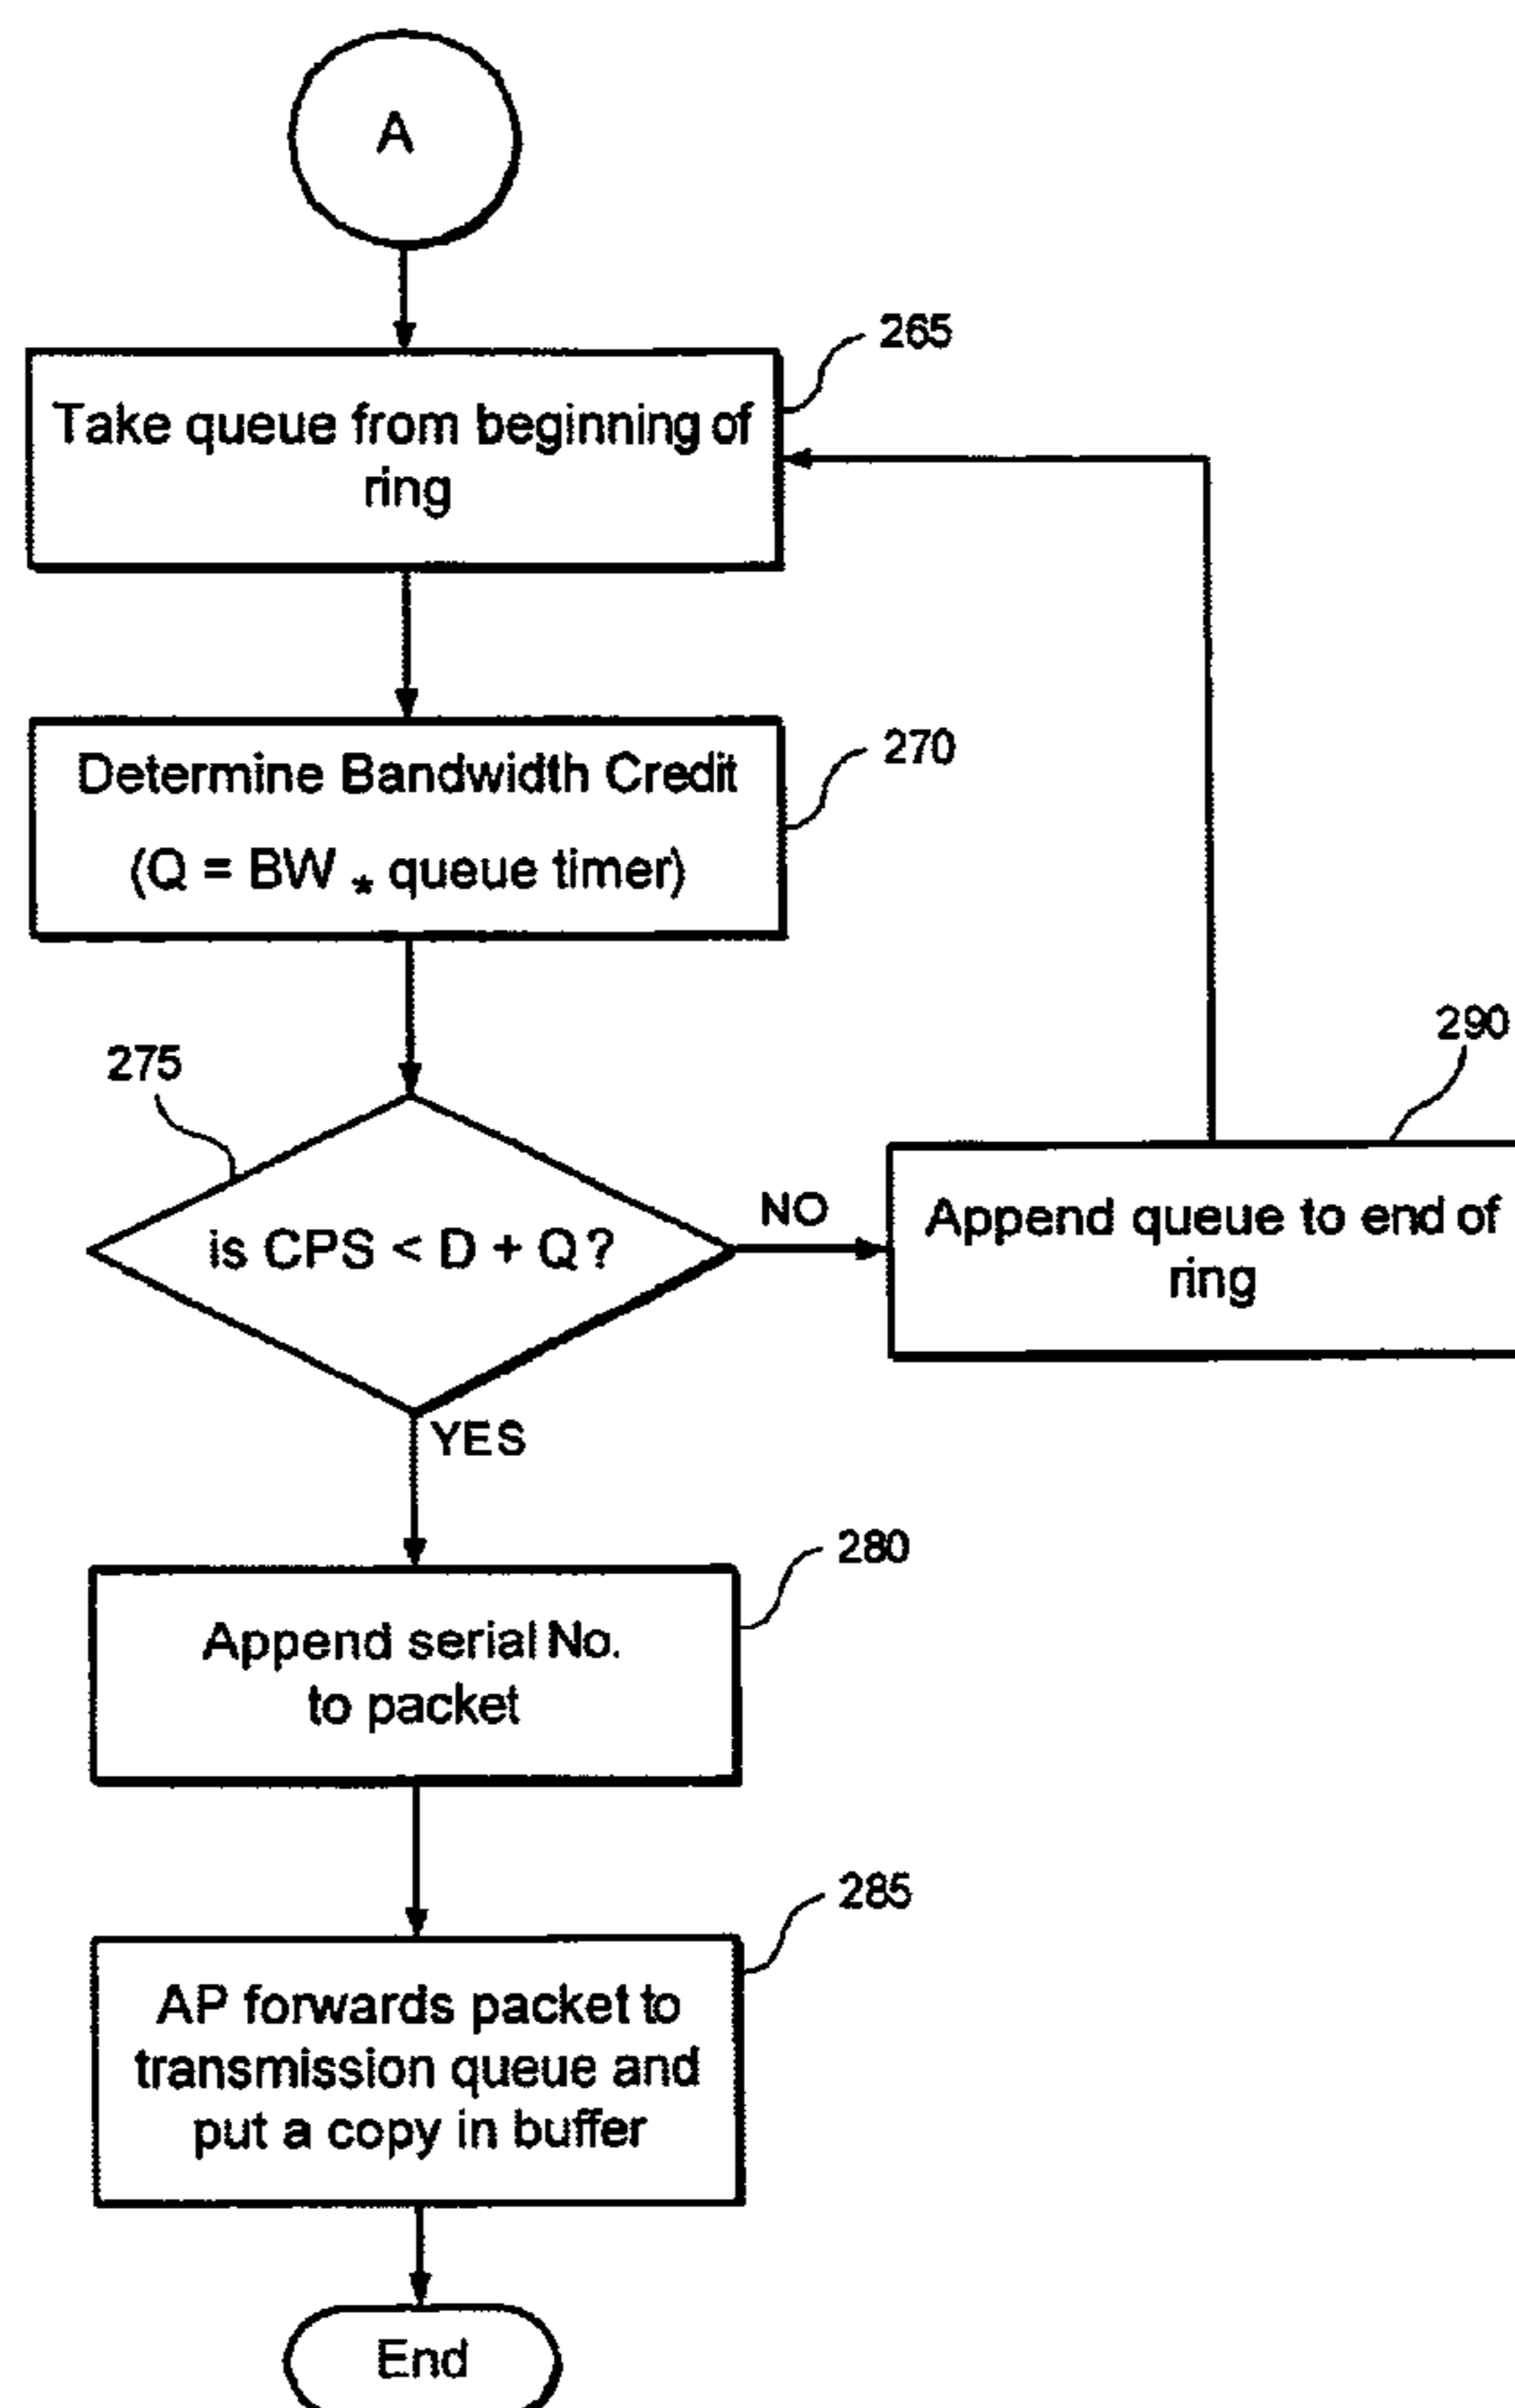 A
265
Take queue from beginning of
ring
270
Determine Bandwidth Credit
(Q = BW * queue timer)
275
is CPS < D + Q?
NO
290
Append queue to end of
ring
YES
280
Append serial No.
to packet
285
AP forwards packet to
transmission queue and
put a copy in buffer
End